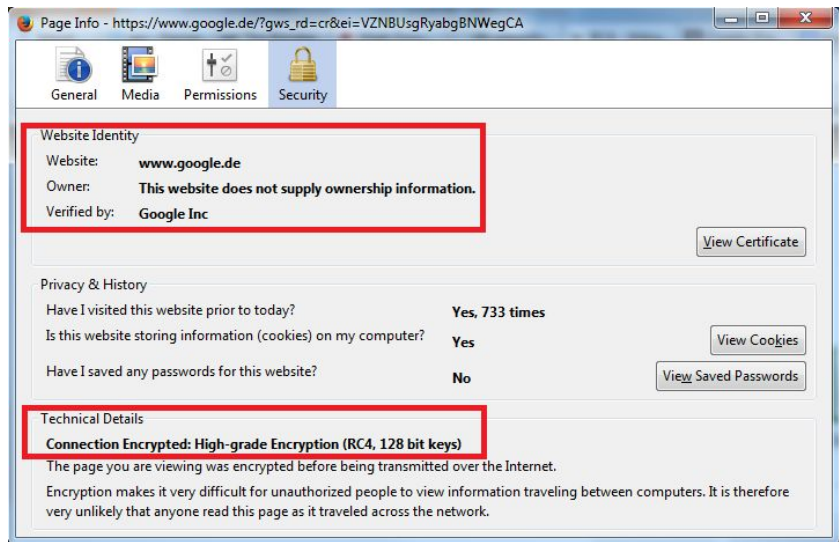 Page Info - https://www.google.de/?gws_rd=cr&ei=VZNBUsgRyabgBNWegCA
General Media Permissions Security
Website Identity
Website: www.google.de
Owner: This website does not supply ownership information.
Verified by: Google Inc
View Certificate
Privacy & History
Have I visited this website prior to today? Yes, 733 times
Is this website storing information (cookies) on my computer? Yes View Cookies
Have I saved any passwords for this website? No View Saved Passwords
Technical Details
Connection Encrypted: High-grade Encryption (RC4, 128 bit keys)
The page you are viewing was encrypted before being transmitted over the Internet.
Encryption makes it very difficult for unauthorized people to view information traveling between computers. It is therefore
very unlikely that anyone read this page as it traveled across the network.